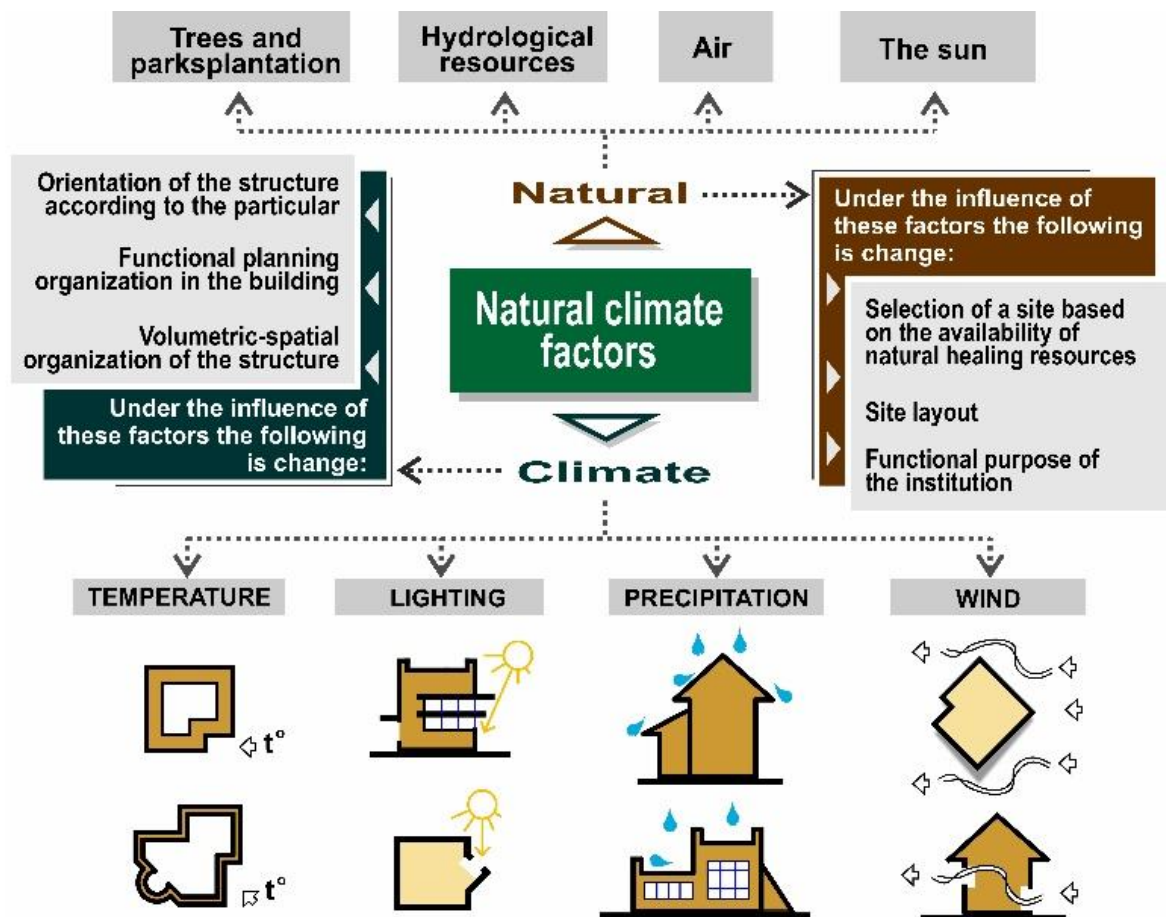 Trees and
parksplantation
Hydrological
resources
Air
The sun
Orientation of the structure
according to the particular
Functional planning
organization in the building
Volumetric-spatial
organization of the structure
Under the influence of
these factors the following
is change:
Natural
Natural climate
factors
Climate
Under the influence of
these factors the following
is change:
Selection of a site based
on the availability of
natural healing resources
Site layout
Functional purpose of
the institution
TEMPERATURE
LIGHTING
PRECIPITATION
WIND
t°
t°